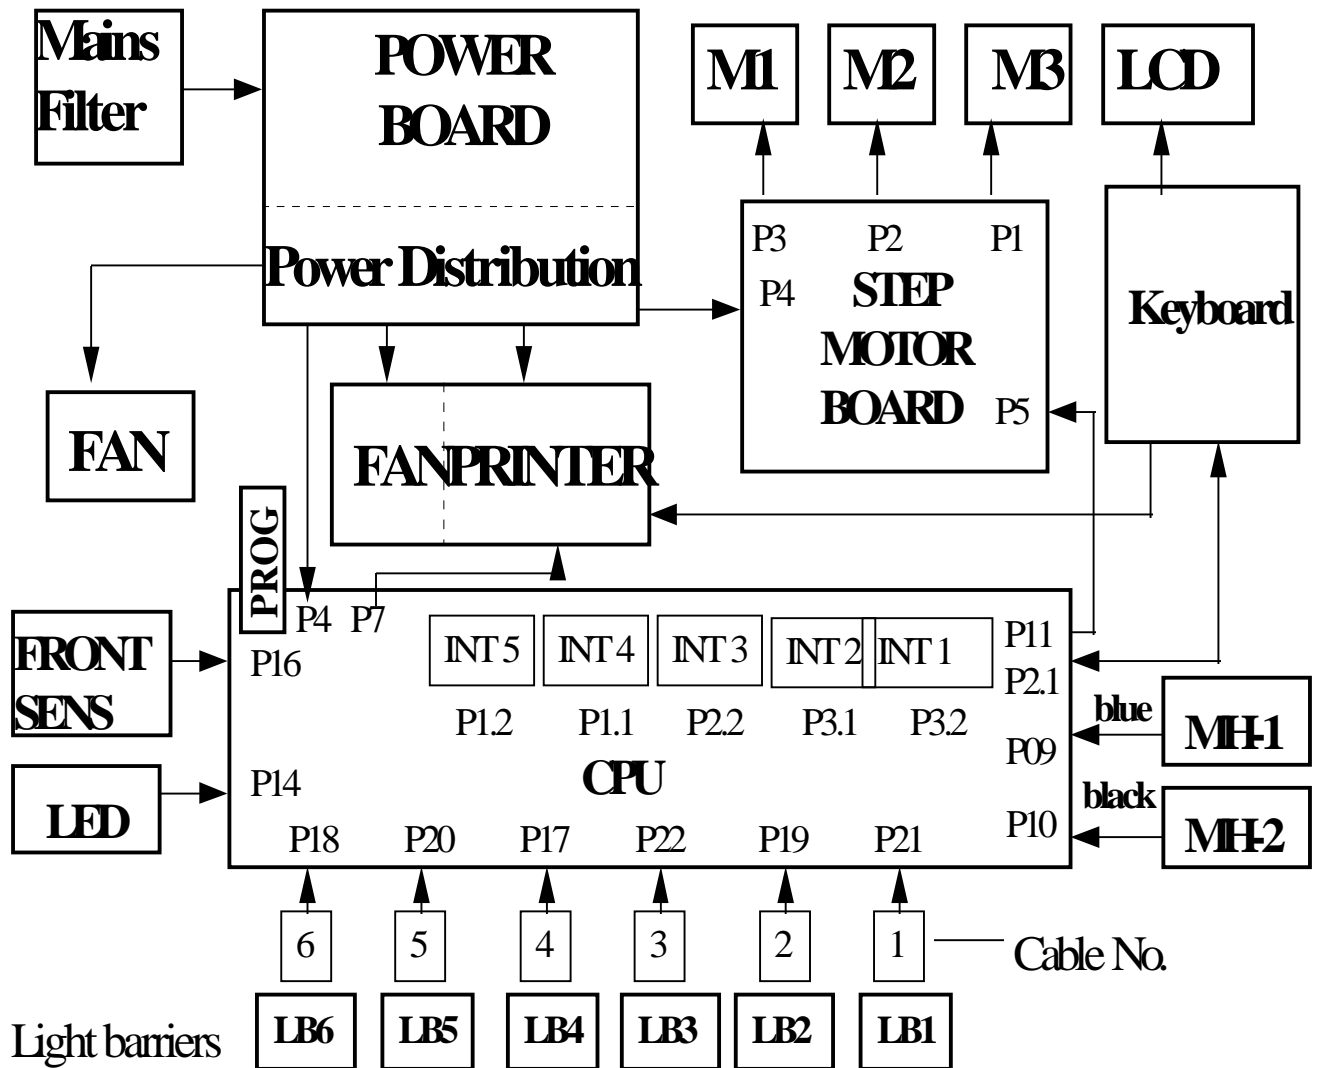 Mains
Filter
POWER
BOARD
Power Distribution
M1
M2
M3
LCD
P3
P2
P1
P4
STEP
MOTOR
BOARD
P5
Keyboard
FAN
FAN
PRINTER
PROG
P4
P7
FRONT
SENS
P16
INT 5
INT 4
INT 3
INT 2
INT 1
P11
P2.1
P1.2
P1.1
P2.2
P3.1
P3.2
blue
MH-1
P09
LED
P14
CPU
black
MH-2
P10
P18
P20
P17
P22
P19
P21
6
5
4
3
2
1
Cable No.
Light barriers
LB6
LB5
LB4
LB3
LB2
LB1